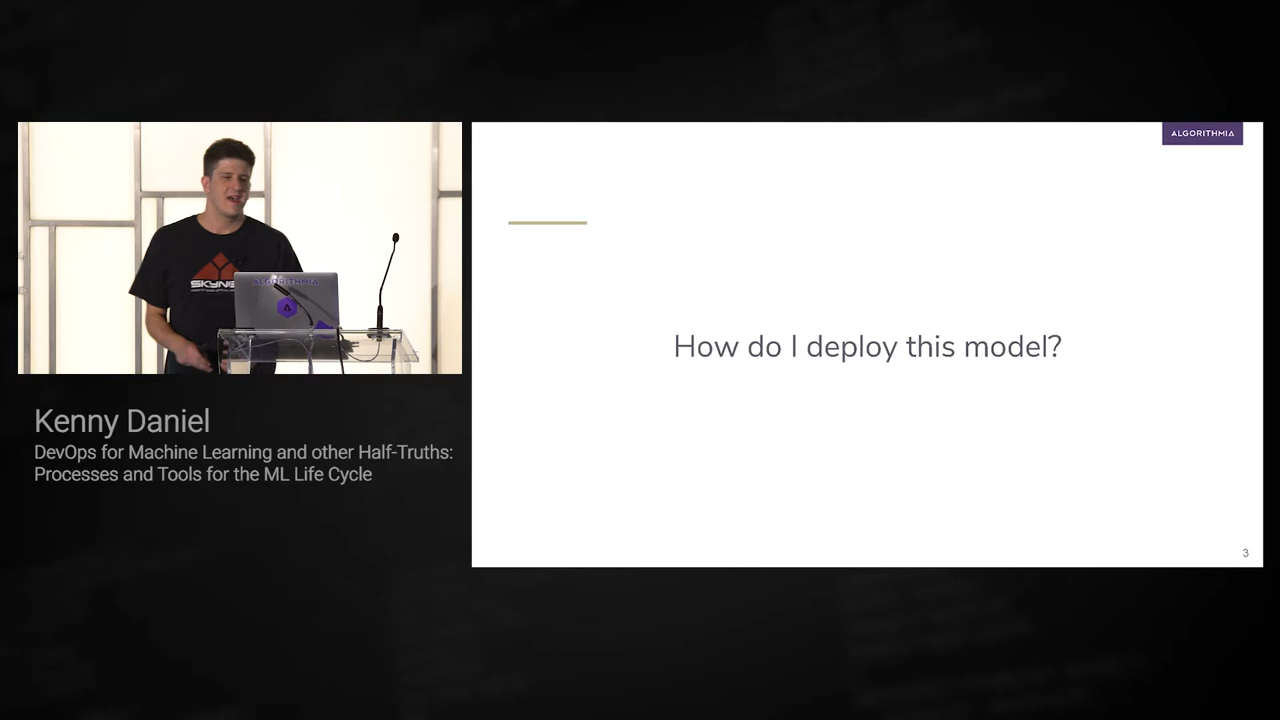 ALGORITHMIA
How do I deploy this model?
3
ALGORITHMIA
Kenny Daniel
DevOps for Machine Learning and other Half-Truths:
Processes and Tools for the ML Life Cycle